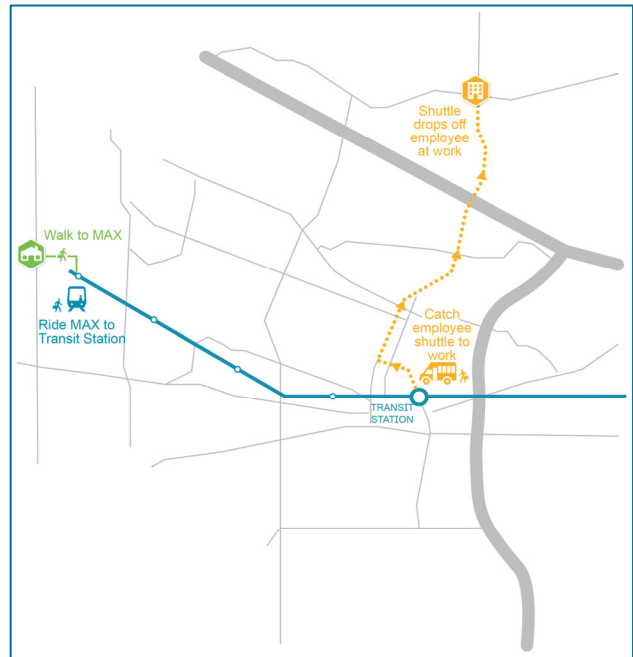 Shuttle
drops off
employee
at work
Walk to MAX
Ride MAX to
Transit Station
Catch
employee
shuttle to
work
TRANSIT
STATION